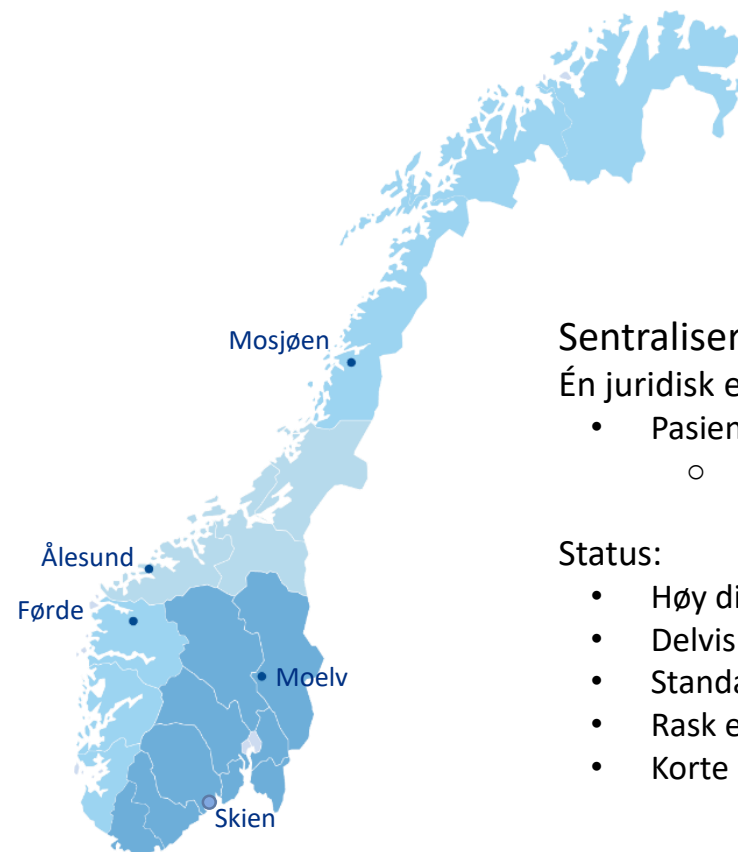 Mosjøen
Ålesund
Førde
Moelv
Skien
Sentraliser
Én juridisk e
• Pasien
○
Status:
• Høy di
• Delvis
• Standa
• Rask e
• Korte